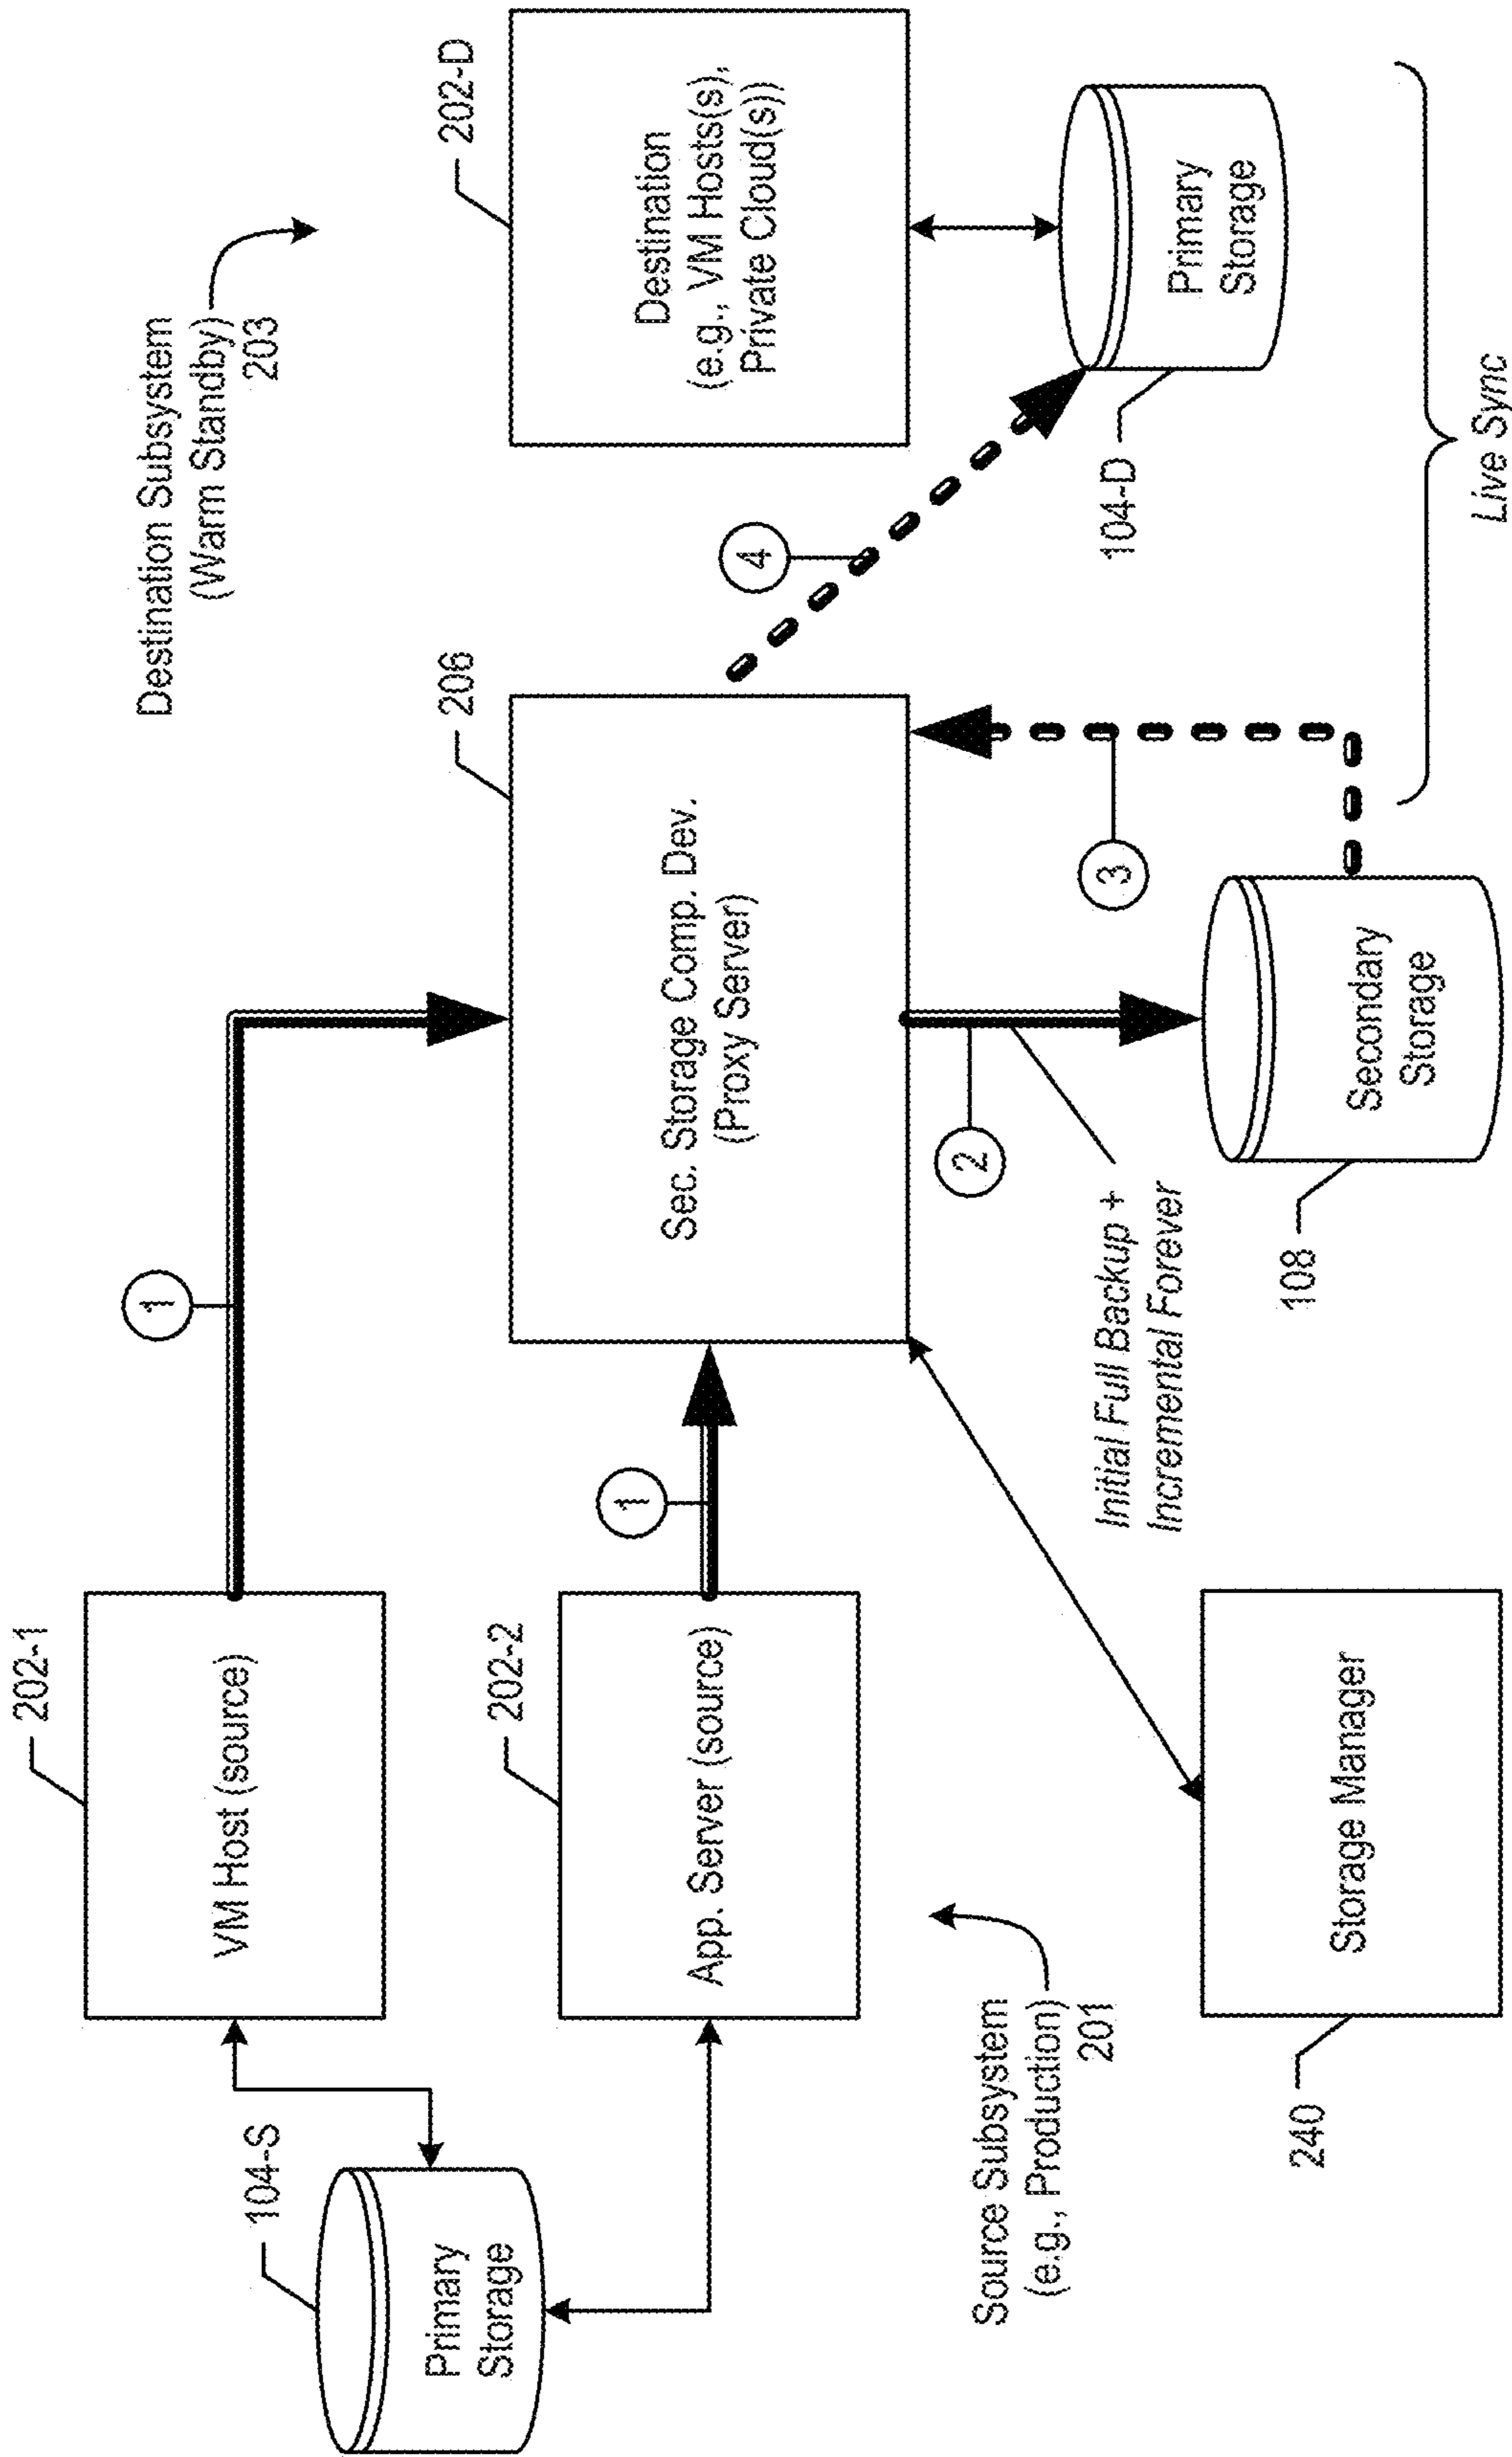 Destination Subsystem
(Warm Standby)
203
202-1
1
VM Host (source)
104-S
Primary
Storage
202-2
1
App. Server (source)
206
Sec. Storage Comp. Dev.
(Proxy Server)
202-D
Destination
(e.g., VM Hosts(s),
Private Cloud(s))
4
Primary
Storage
104-D
Source Subsystem
(e.g., Production)
201
2
Initial Full Backup +
Incremental Forever
3
Secondary
Storage
108
Storage Manager
240
Live Sync